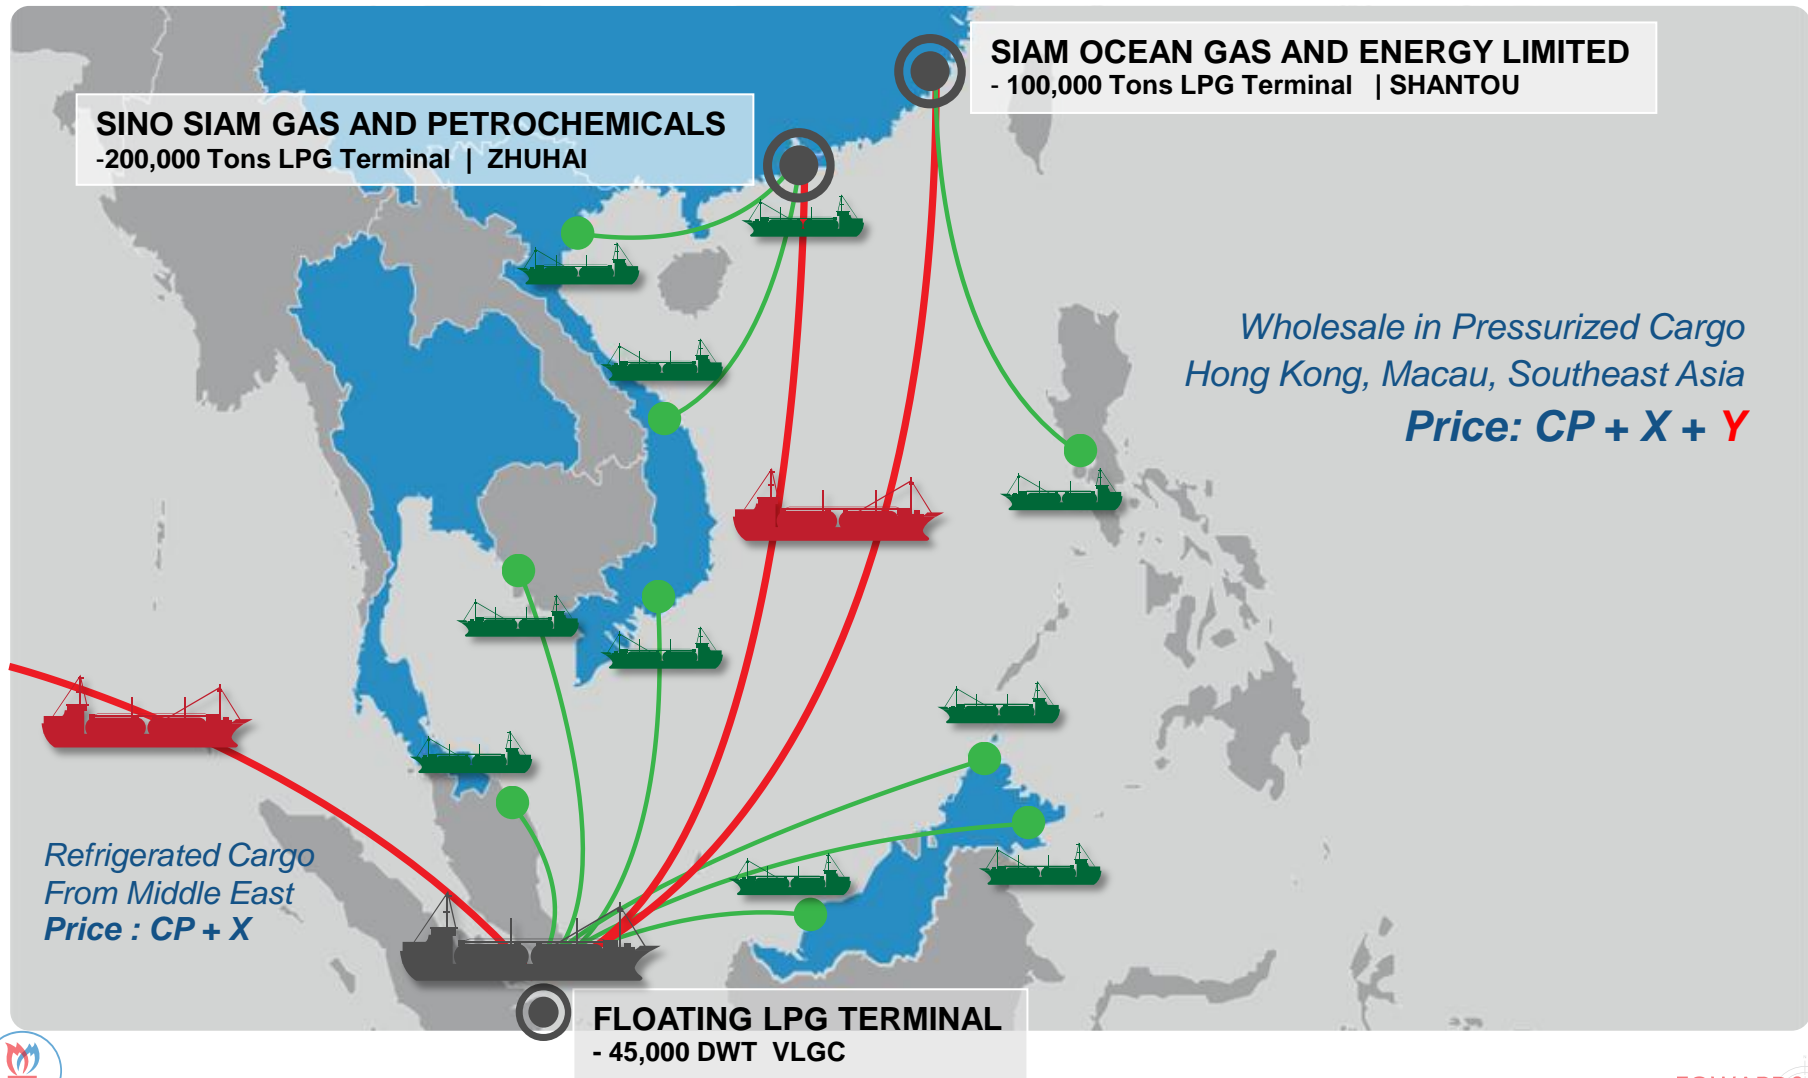 SIAM OCEAN GAS AND ENERGY LIMITED
- 100,000 Tons LPG Terminal | SHANTOU
SINO SIAM GAS AND PETROCHEMICALS
-200,000 Tons LPG Terminal | ZHUHAI
Wholesale in Pressurized Cargo
Hong Kong, Macau, Southeast Asia
Price: CP + X + Y
Refrigerated Cargo
From Middle East
Price : CP + X
FLOATING LPG TERMINAL
- 45,000 DWT VLGC